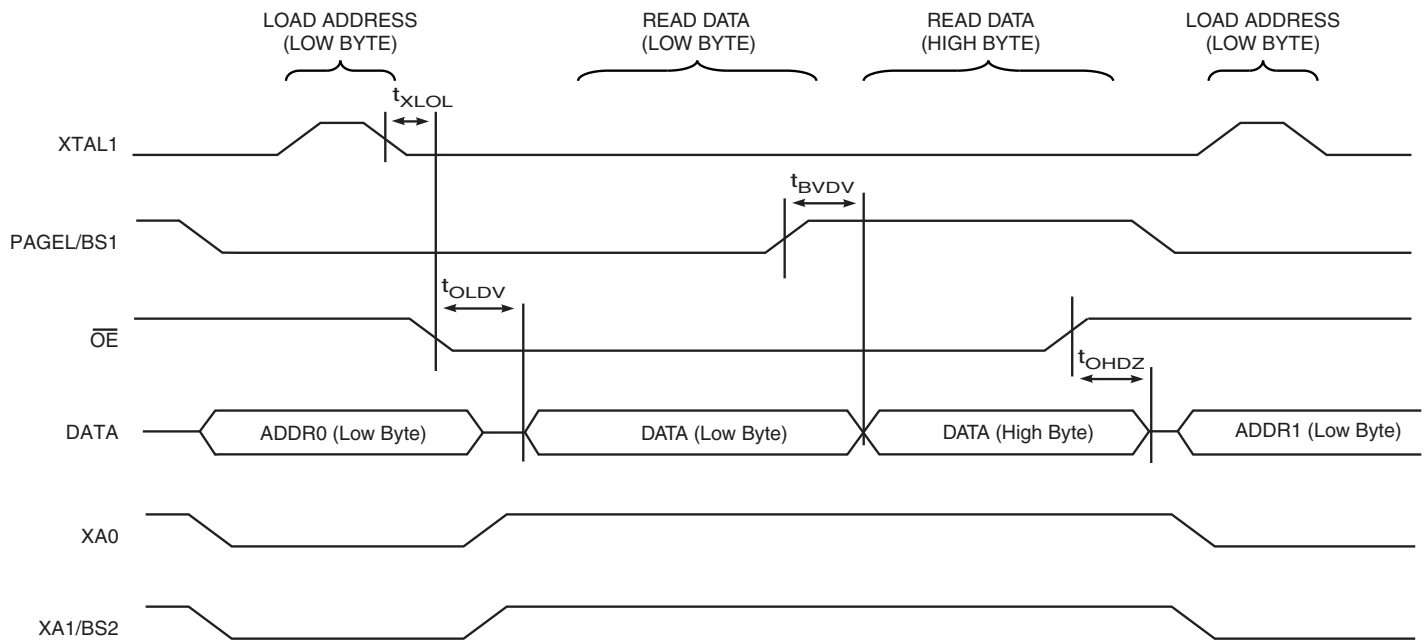 LOAD ADDRESS
(LOW BYTE)
READ DATA
(LOW BYTE)
READ DATA
(HIGH BYTE)
LOAD ADDRESS
(LOW BYTE)
tXLOL
XTAL1
tBVDV
PAGEL/BS1
tOLDV
OE
tOHDZ
DATA
ADDR0 (Low Byte)
DATA (Low Byte)
DATA (High Byte)
ADDR1 (Low Byte)
XA0
XA1/BS2